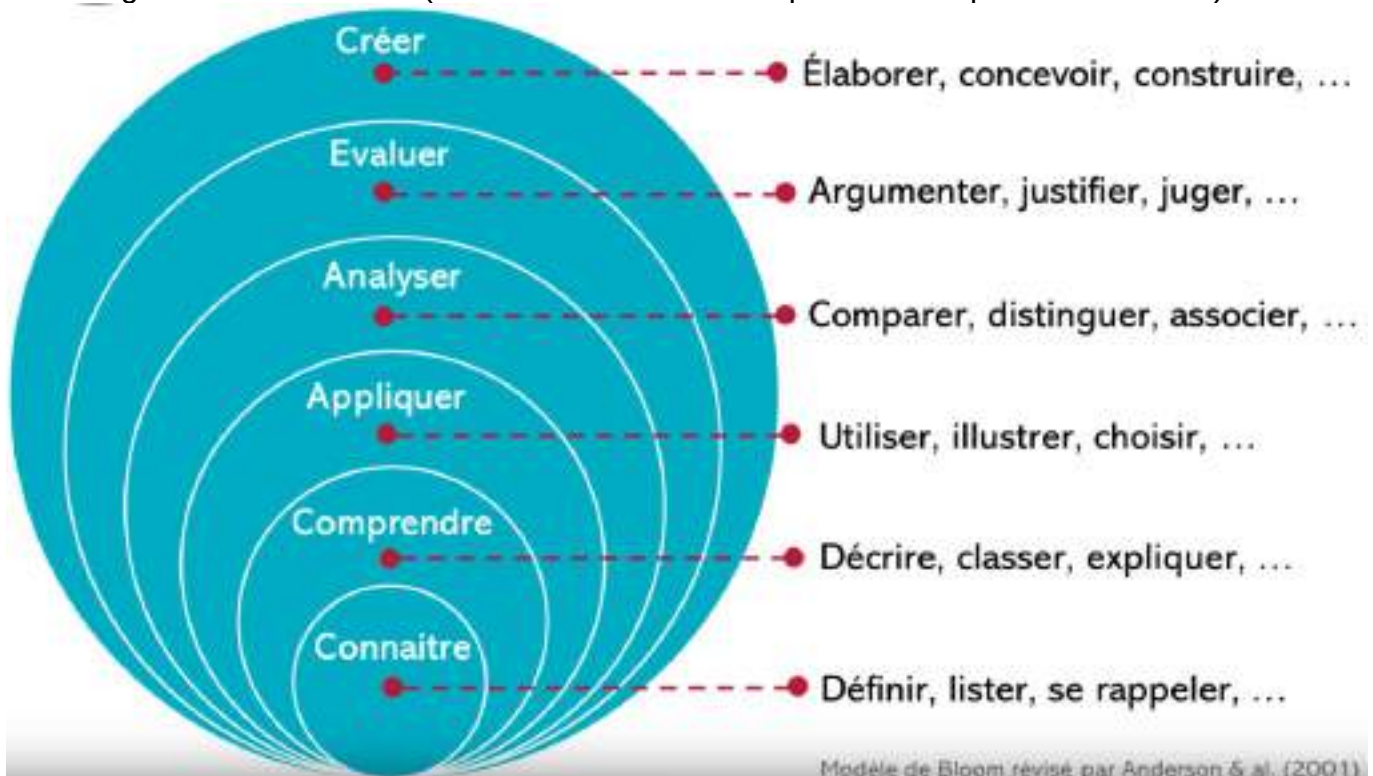 Créer
Élaborer, concevoir, construire, ...
Evaluer
Argumenter, justifier, juger, ...
Analyser
Comparer, distinguer, associer, ...
Appliquer
Utiliser, illustrer, choisir, ...
Comprendre
Décrire, classer, expliquer, ...
Connaitre
Définir, lister, se rappeler, ...
Modèle de Bloom révisé par Anderson & al. (2001)